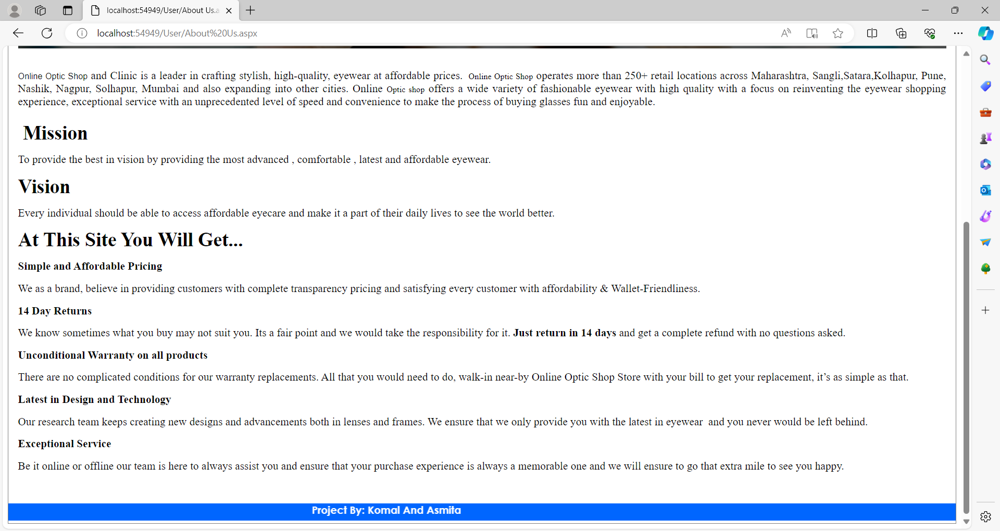 localhost:54949/User/About Us.a
localhost:54949/User/About%20Us.aspx
Online Optic Shop and Clinic is a leader in crafting stylish, high-quality, eyewear at affordable prices. Online Optic Shop operates more than 250+ retail locations across Maharashtra, Sangli,Satara,Kolhapur, Pune,
Nashik, Nagpur, Solhapur, Mumbai and also expanding into other cities. Online Optic shop offers a wide variety of fashionable eyewear with high quality with a focus on reinventing the eyewear shopping
experience, exceptional service with an unprecedented level of speed and convenience to make the process of buying glasses fun and enjoyable.
Mission
To provide the best in vision by providing the most advanced , comfortable , latest and affordable eyewear.
Vision
Every individual should be able to access affordable eyecare and make it a part of their daily lives to see the world better.
At This Site You Will Get...
Simple and Affordable Pricing
We as a brand, believe in providing customers with complete transparency pricing and satisfying every customer with affordability & Wallet-Friendliness.
14 Day Returns
We know sometimes what you buy may not suit you. Its a fair point and we would take the responsibility for it. Just return in 14 days and get a complete refund with no questions asked.
Unconditional Warranty on all products
There are no complicated conditions for our warranty replacements. All that you would need to do, walk-in near-by Online Optic Shop Store with your bill to get your replacement, it’s as simple as that.
Latest in Design and Technology
Our research team keeps creating new designs and advancements both in lenses and frames. We ensure that we only provide you with the latest in eyewear  and you never would be left behind.
Exceptional Service
Be it online or offline our team is here to always assist you and ensure that your purchase experience is always a memorable one and we will ensure to go that extra mile to see you happy.
Project By: Komal And Asmita